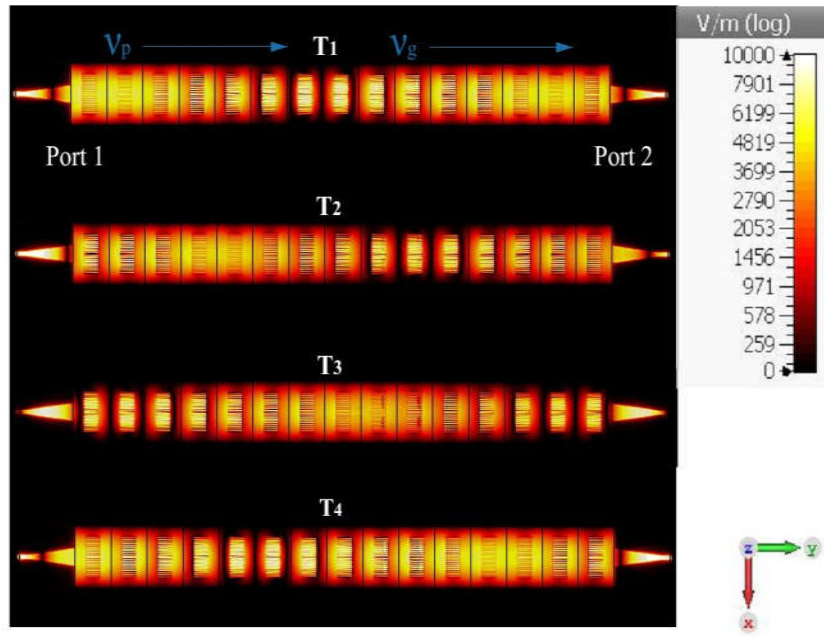 V/m (log)
νp
T1
νg
10000
7901
6199
4819
3699
2790
2053
1456
971
578
259
0
Port 1
Port 2
T2
T3
T4
z
y
x